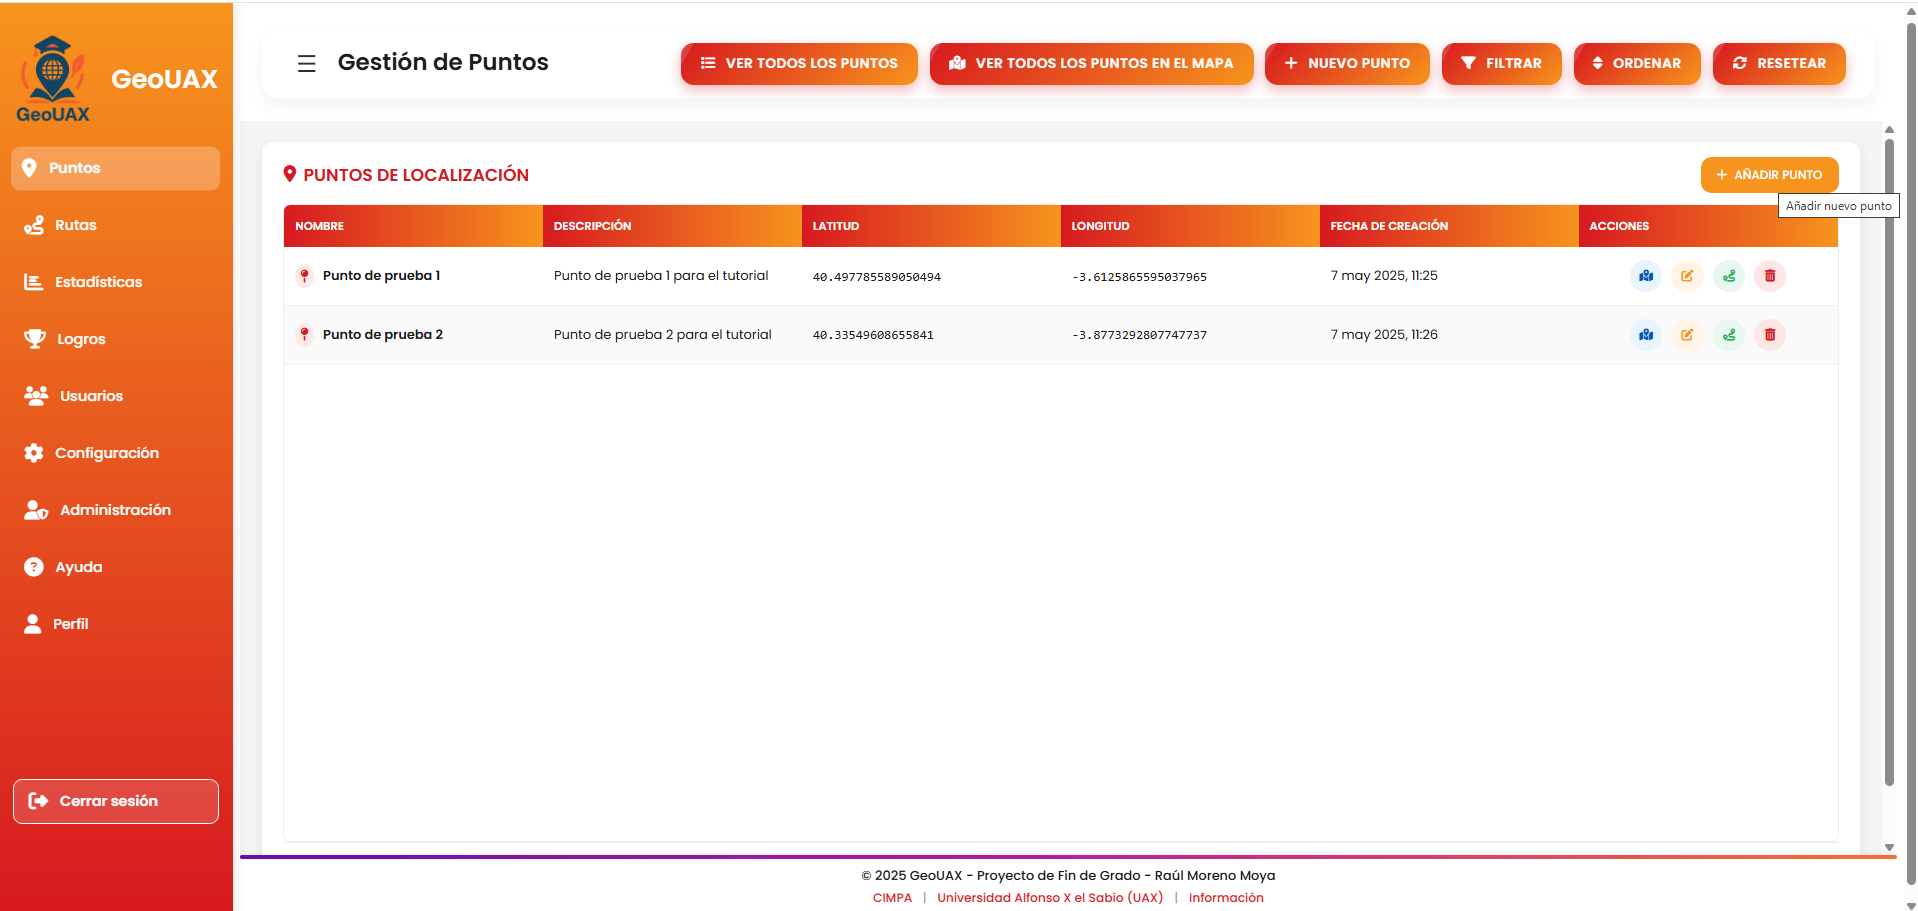 GeoUAX
GeoUAX
Puntos
Rutas
Estadísticas
Logros
Usuarios
Configuración
Administración
Ayuda
Perfil
Cerrar sesión
Gestión de Puntos
VER TODOS LOS PUNTOS
VER TODOS LOS PUNTOS EN EL MAPA
NUEVO PUNTO
FILTRAR
ORDENAR
RESETEAR
PUNTOS DE LOCALIZACIÓN
AÑADIR PUNTO
Añadir nuevo punto
NOMBRE DESCRIPCIÓN LATITUD LONGITUD FECHA DE CREACIÓN ACCIONES
Punto de prueba 1 Punto de prueba 1 para el tutorial 40.497785589050494 -3.6125865595037965 7 may 2025, 11:25
Punto de prueba 2 Punto de prueba 2 para el tutorial 40.33549608655841 -3.8773292807747737 7 may 2025, 11:26
© 2025 GeoUAX - Proyecto de Fin de Grado - Raúl Moreno Moya
CIMPA | Universidad Alfonso X el Sabio (UAX) | Información